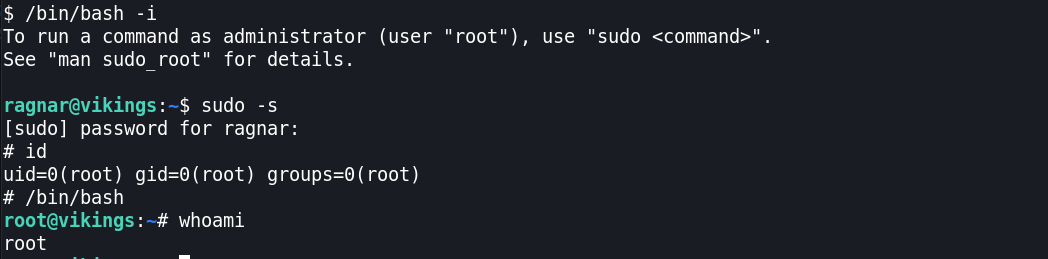 $ /bin/bash -i
To run a command as administrator (user "root"), use "sudo <command>".
See "man sudo_root" for details.

ragnar@vikings:~$ sudo -s
[sudo] password for ragnar:
# id
uid=0(root) gid=0(root) groups=0(root)
# /bin/bash
root@vikings:~# whoami
root